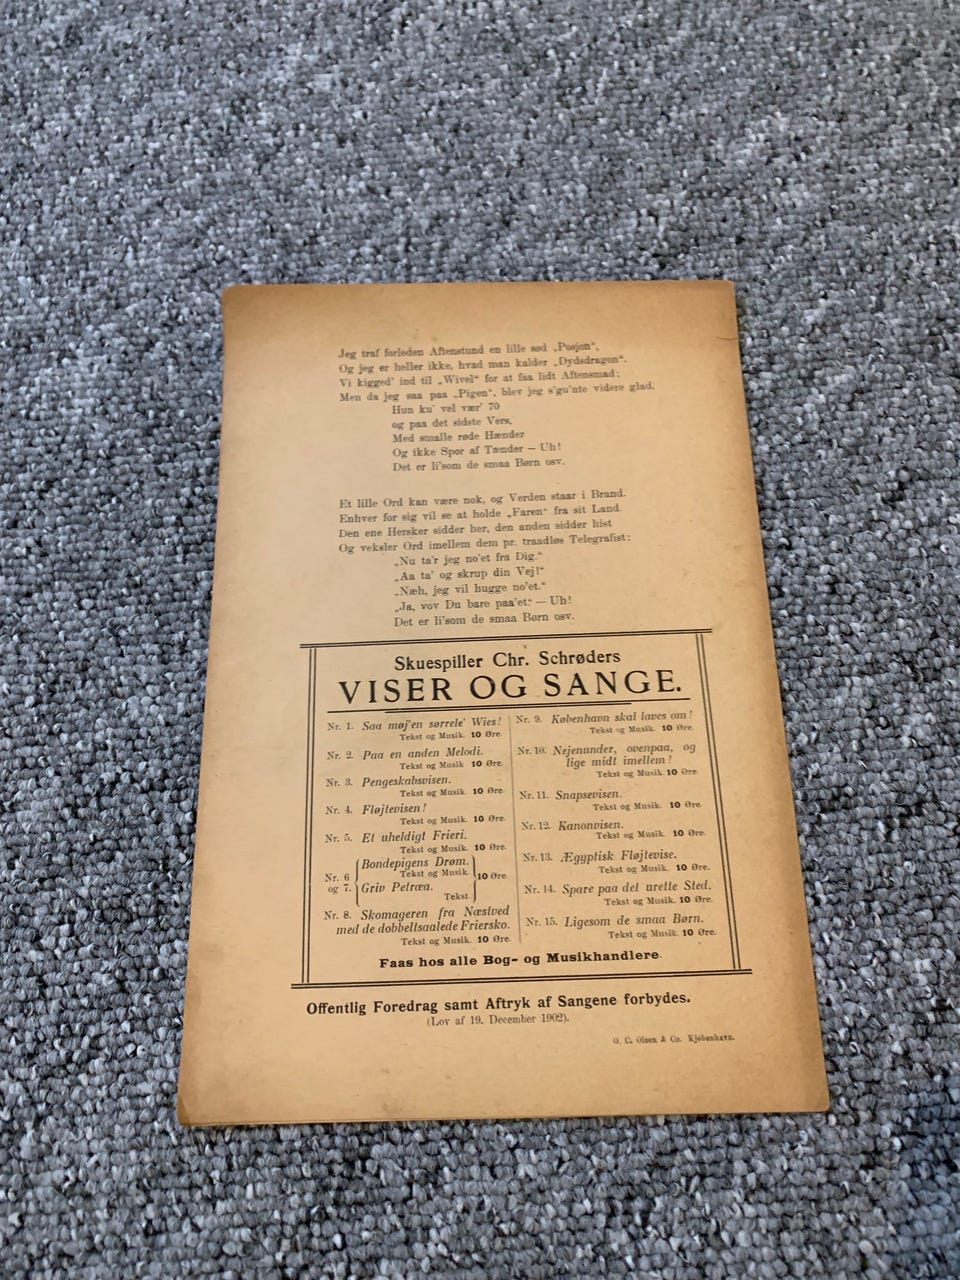 Jeg traf forleden Aftenstund en lille sød „Posjon“,
Og jeg er heller ikke, hvad man kalder „Dydsdragon“.
Vi kigged' ind til „Wivel“ for at faa lidt Aftensmad;
Men da jeg saa paa „Pigen“, blev jeg s'gu'nte videre glad,
Hun ku' vel vær' 70
og paa det sidste Vers,
Med smalle røde Hænder
Og ikke Spor af Tænder — Uh!
Det er li'som de smaa Børn osv.
Et lille Ord kan være nok, og Verden staar i Brand.
Enhver for sig vil se at holde „Faren“ fra sit Land.
Den ene Hersker sidder her, den anden sidder hist
Og veksler Ord imellem dem pr. traadløs Telegrafist:
„Nu ta'r jeg no'et fra Dig.“
„Aa ta' og skrup din Vej!“
„Næh, jeg vil hugge no'et.“
„Ja, vov Du bare paa'et:“ — Uh!
Det er li'som de smaa Børn osv.
Skuespiller Chr. Schrøders
VISER OG SANGE.
Nr. 1. Saa møj'en sørrele' Wies!
Tekst og Musik. 10 Øre.
Nr. 2. Paa en anden Melodi.
Tekst og Musik 10 Øre.
Nr. 3. Pengeskabsvisen.
Tekst og Musik. 10 Øre.
Nr. 4. Fløjtevisen!
Tekst og Musik. 10 Øre.
Nr. 5. Et uheldigt Frieri.
Tekst og Musik. 10 Øre.
Nr. 6 og 7. Bondepigens Drøm.
Tekst og Musik. 10 Øre.
Griv Petræa.
Tekst.
Nr. 8. Skomageren fra Næstved
med de dobbeltsaalede Friersko.
Tekst og Musik. 10 Øre.
Nr. 9. København skal laves om!
Tekst og Musik. 10 Øre.
Nr. 10. Nejenunder, ovenpaa, og
lige midt imellem!
Tekst og Musik. 10 Øre.
Nr. 11. Snapsevisen.
Tekst og Musik. 10 Øre.
Nr. 12. Kanonvisen.
Tekst og Musik. 10 Øre.
Nr. 13. Ægyptisk Fløjtevise.
Tekst og Musik. 10 Øre.
Nr. 14. Spare paa det urette Sted.
Tekst og Musik. 10 Øre.
Nr. 15. Ligesom de smaa Børn.
Tekst og Musik. 10 Øre.
Faas hos alle Bog- og Musikhandlere.
Offentlig Foredrag samt Aftryk af Sangene forbydes.
(Lov af 19. December 1902).
O. C. Olsen & Co. Kjøbenhavn.